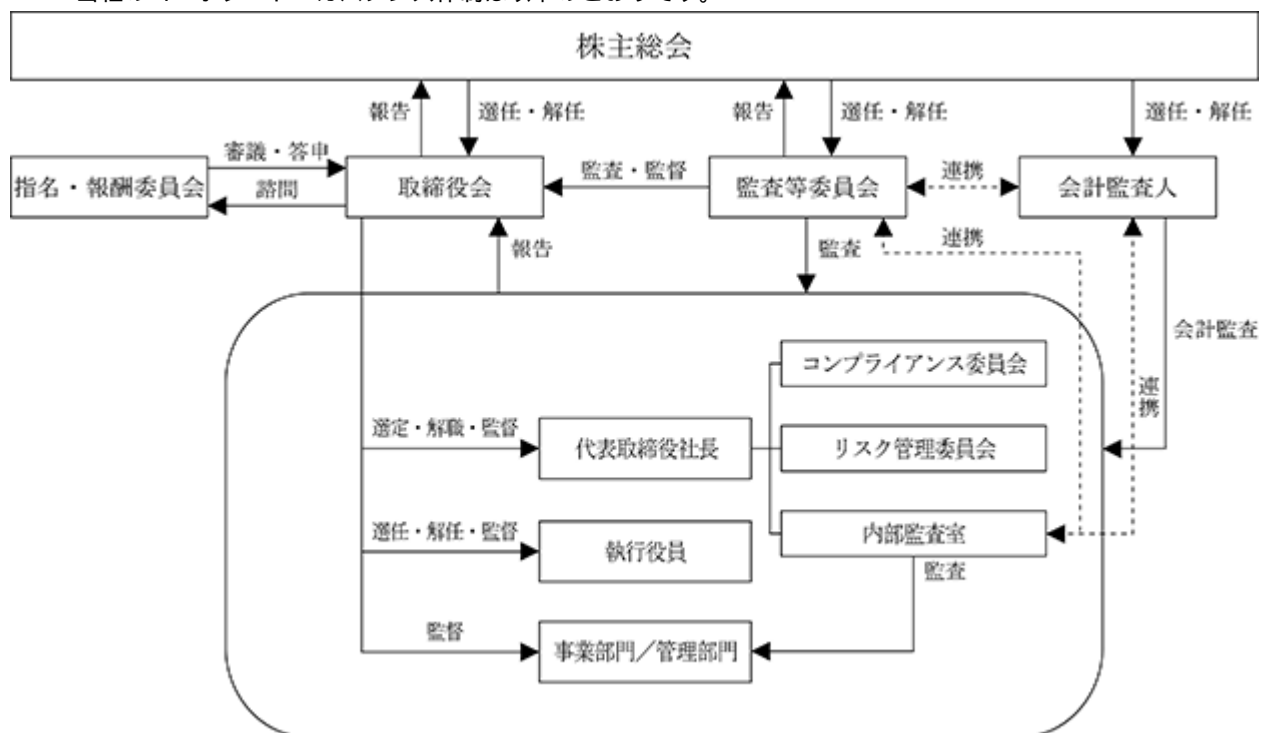 株主総会
報告
選任・解任
報告
選任・解任
選任・解任
審議・答申
指名・報酬委員会
諮問
取締役会
監査・監督
監査等委員会
連携
会計監査人
報告
監査
連携
会計監査
連携
コンプライアンス委員会
選定・解職・監督
代表取締役社長
リスク管理委員会
選任・解任・監督
執行役員
内部監査室
監査
監督
事業部門／管理部門